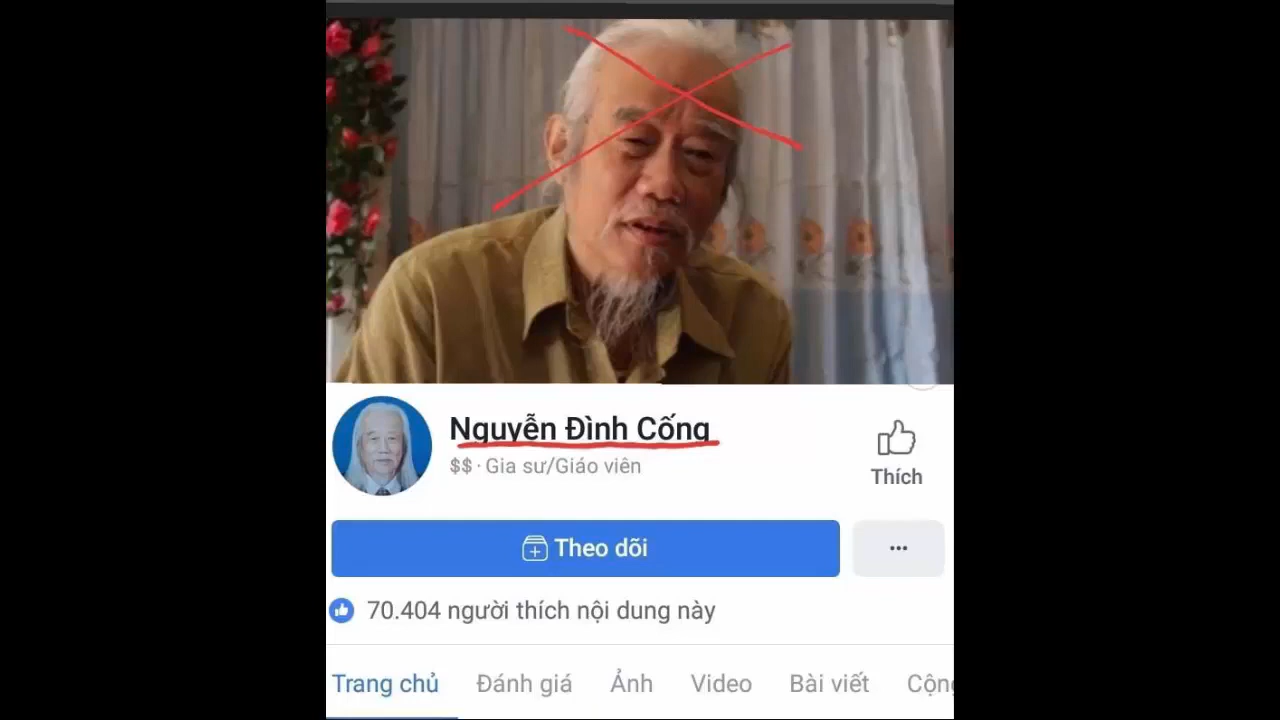 Nguyễn Đình Cống
$$ · Gia sư/Giáo viên
Thích
Theo dõi
70.404 người thích nội dung này
Trang chủ Đánh giá Ảnh Video Bài viết Cộng